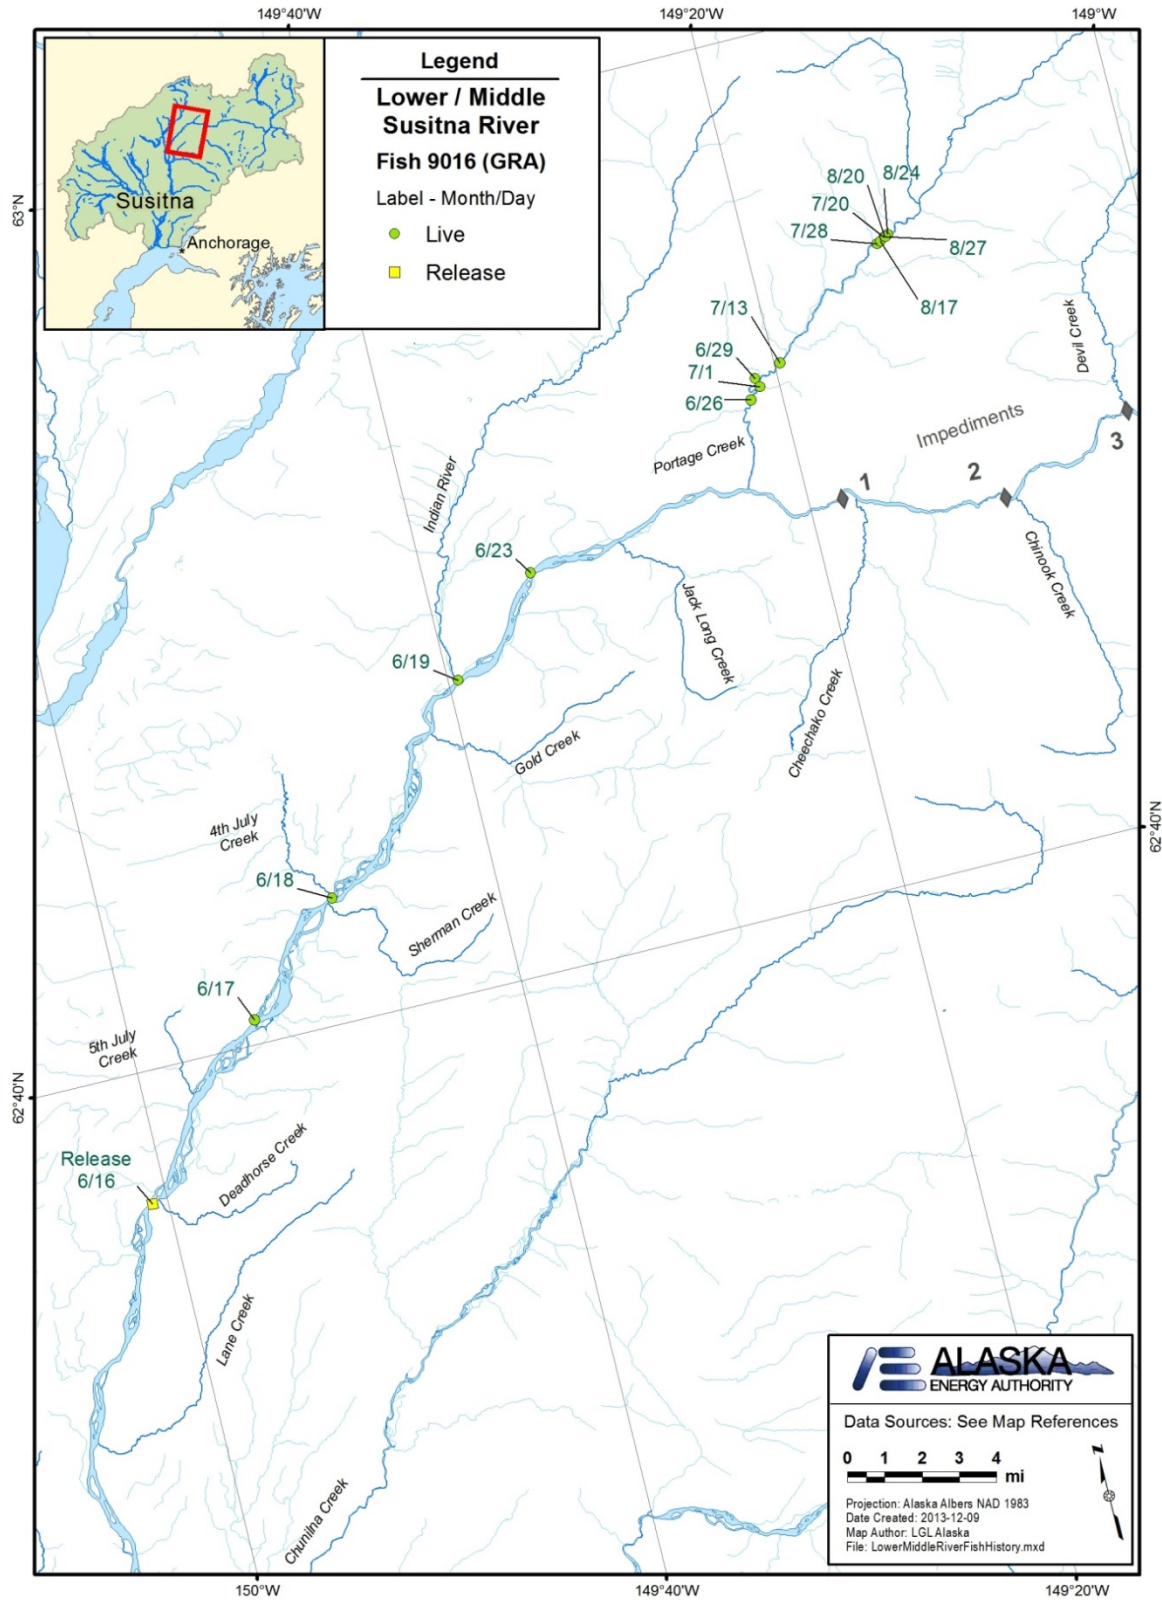 149°40'W
149°20'W
149°W
Legend
Lower / Middle
Susitna River
Fish 9016 (GRA)
Label - Month/Day
Live
Release
Susitna
Anchorage
63°N
8/20
8/24
7/20
7/28
8/27
8/17
7/13
6/29
7/1
6/26
Devil Creek
Impediments
3
Portage Creek
1
2
Indian River
6/23
Chinook Creek
Jack Long Creek
6/19
Cheechako Creek
Gold Creek
4th July
Creek
62°40'N
6/18
Sherman Creek
6/17
5th July
Creek
62°40'N
Release
6/16
Deadhorse Creek
Lane Creek
Chunilna Creek
ALASKA
ENERGY AUTHORITY
Data Sources: See Map References
0 1 2 3 4
mi
N
Projection: Alaska Albers NAD 1983
Date Created: 2013-12-09
Map Author: LGL Alaska
File: LowerMiddleRiverFishHistory.mxd
150°W
149°40'W
149°20'W